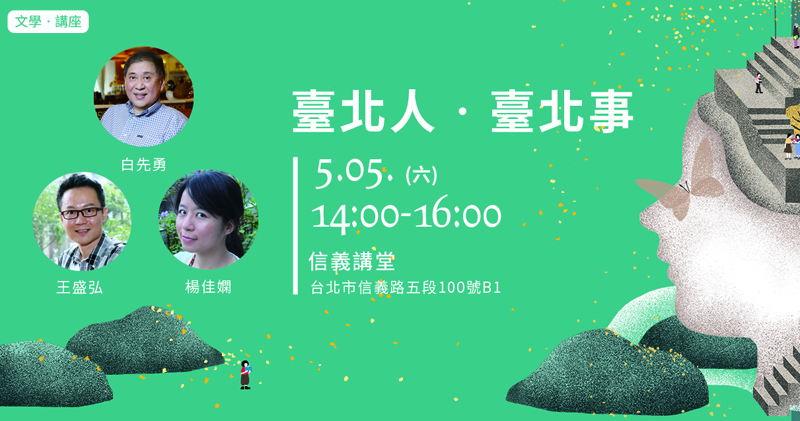 文學・講座
白先勇
王盛弘
楊佳嫻
臺北人・臺北事
5.05. (六)
14:00-16:00
信義講堂
台北市信義路五段100號B1